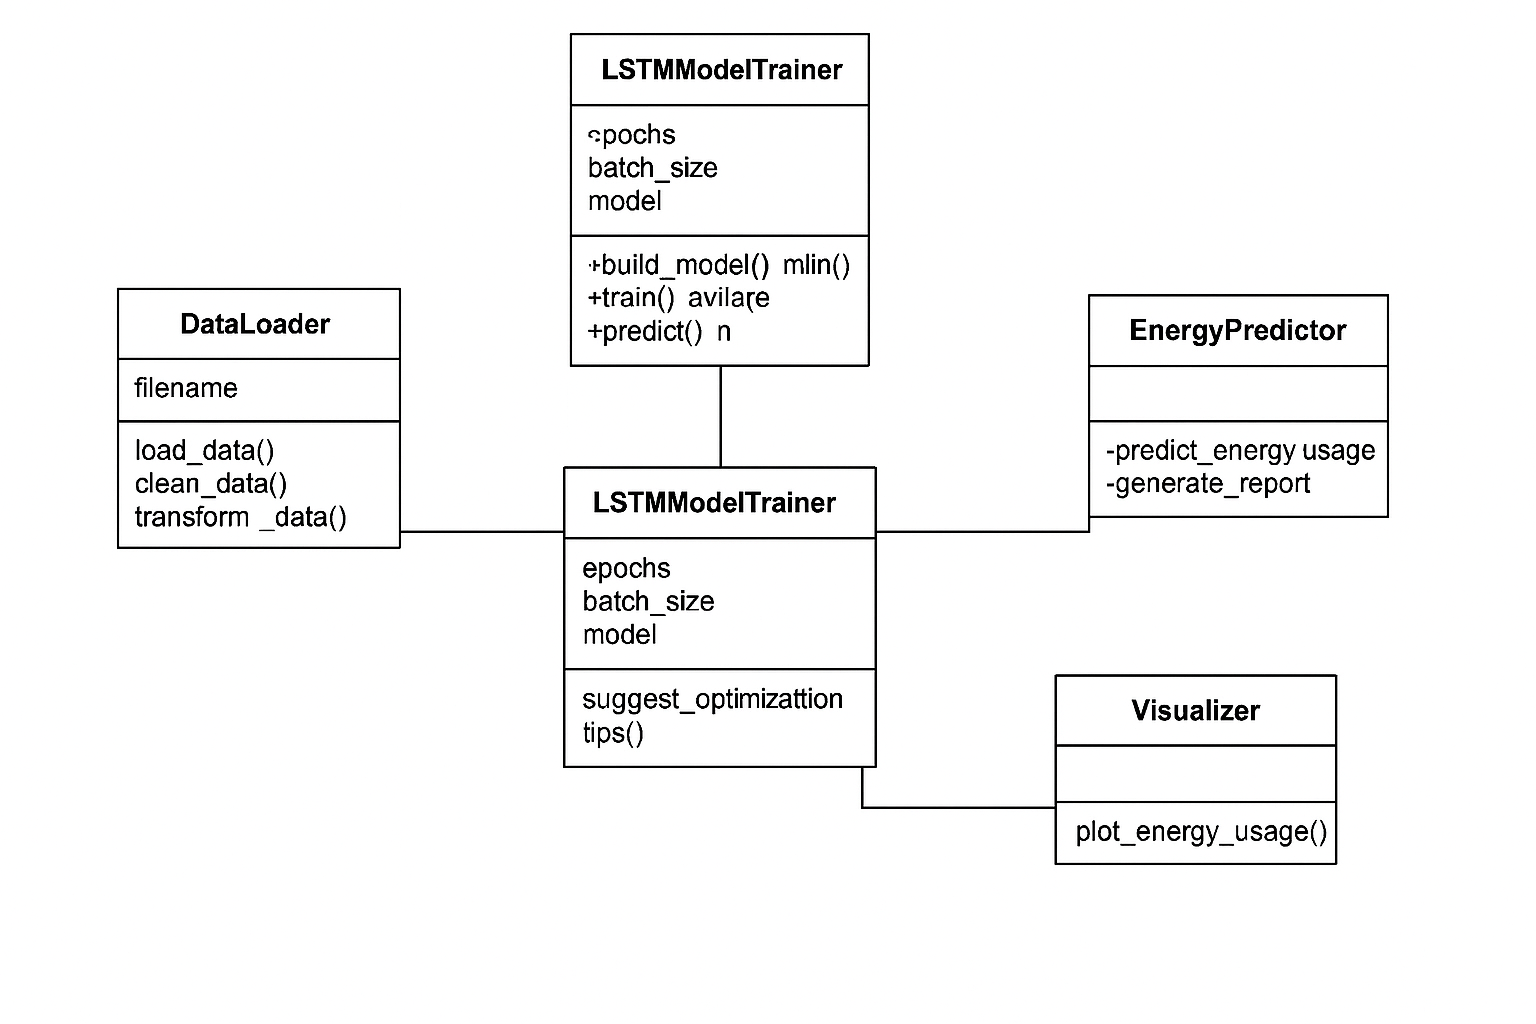 LSTMModelTrainer
epochs
batch_size
model
+build_model() mlin()
+train() avilare
+predict() n
DataLoader
filename
load_data()
clean_data()
transform _data()
EnergyPredictor
-predict_energy usage
-generate_report
LSTMModelTrainer
epochs
batch_size
model
suggest_optimizattion
tips()
Visualizer
plot_energy_usage()